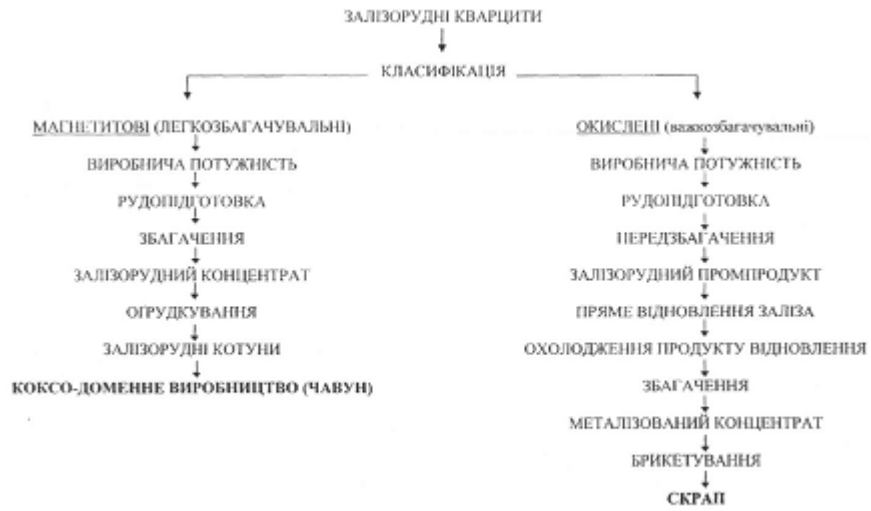 ЗАЛІЗОРУДНІ КВАРЦИТИ
КЛАСИФІКАЦІЯ
МАГНЕТИТОВІ (ЛЕГКОЗБАГАЧУВАЛЬНІ)
ВИРОБНИЧА ПОТУЖНІСТЬ
РУДОПІДГОТОВКА
ЗБАГАЧЕННЯ
ЗАЛІЗОРУДНИЙ КОНЦЕНТРАТ
ОГРУДКУВАННЯ
ЗАЛІЗОРУДНІ КОТУНИ
КОКСО-ДОМЕННЕ ВИРОБНИЦТВО (ЧАВУН)
ОКИСЛЕНІ (важкозбагачувальні)
ВИРОБНИЧА ПОТУЖНІСТЬ
РУДОПІДГОТОВКА
ПЕРЕДЗБАГАЧЕННЯ
ЗАЛІЗОРУДНИЙ ПРОМПРОДУКТ
ПРЯМЕ ВІДНОВЛЕННЯ ЗАЛІЗА
ОХОЛОДЖЕННЯ ПРОДУКТУ ВІДНОВЛЕННЯ
ЗБАГАЧЕННЯ
МЕТАЛІЗОВАНИЙ КОНЦЕНТРАТ
БРИКЕТУВАННЯ
СКРАП